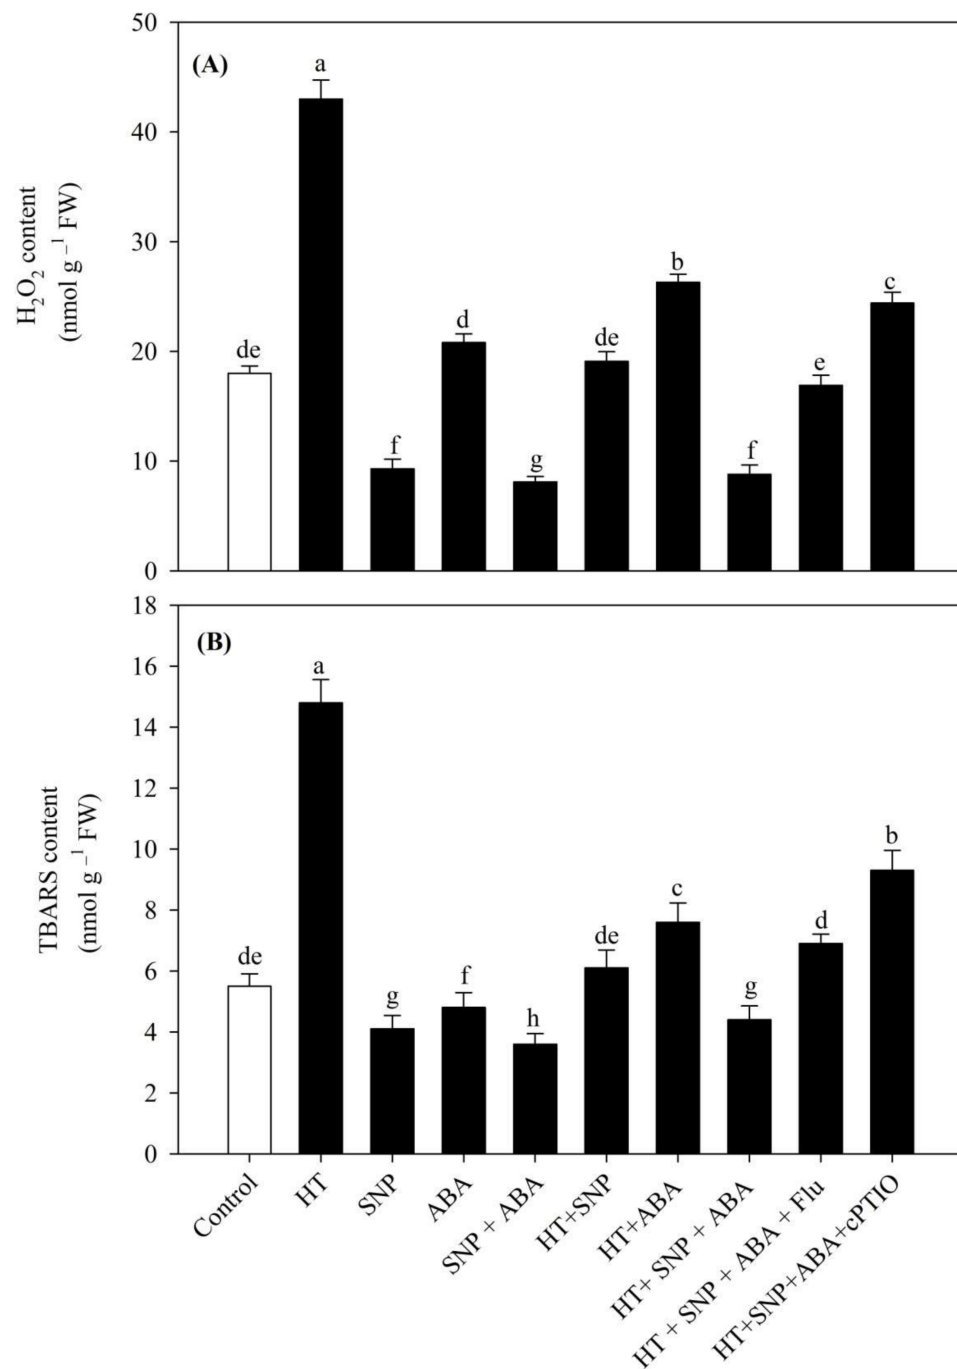 50
(A)
a
40
H₂O₂ content
(nmol g⁻¹ FW)
30
b
c
d
20
de
de
e
10
f
g
f
0
18
(B)
a
16
14
12
TBARS content
(nmol g⁻¹ FW)
10
b
8
c
d
de
6
de
f
g
g
4
h
2
0
Control
HT
SNP
ABA
SNP + ABA
HT+SNP
HT+ABA
HT+ SNP + ABA
HT + SNP + ABA + Flu
HT+SNP+ABA+cPTIO